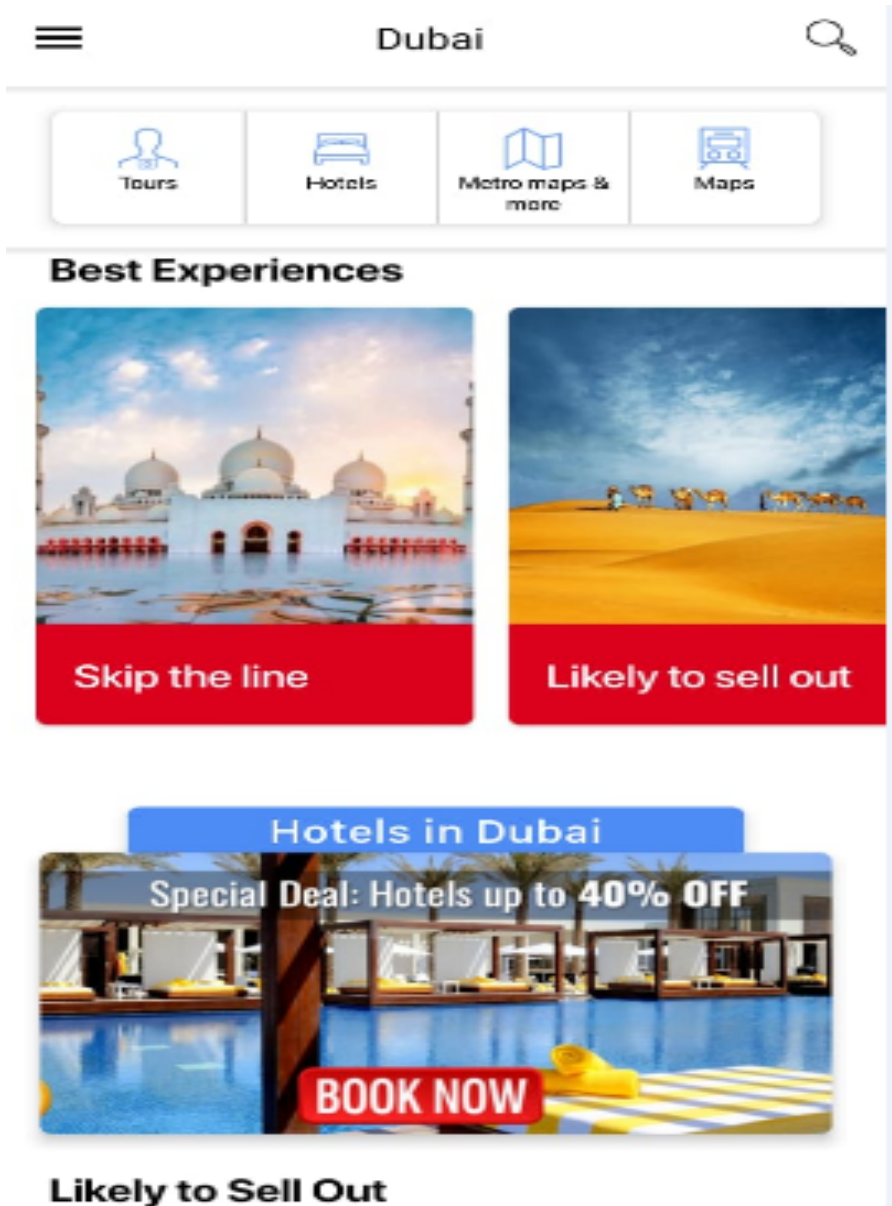 Dubai
Tours
Hotels
Metro maps &
more
Maps
Best Experiences
Skip the line
Likely to sell out
Hotels in Dubai
Special Deal: Hotels up to 40% OFF
BOOK NOW
Likely to Sell Out